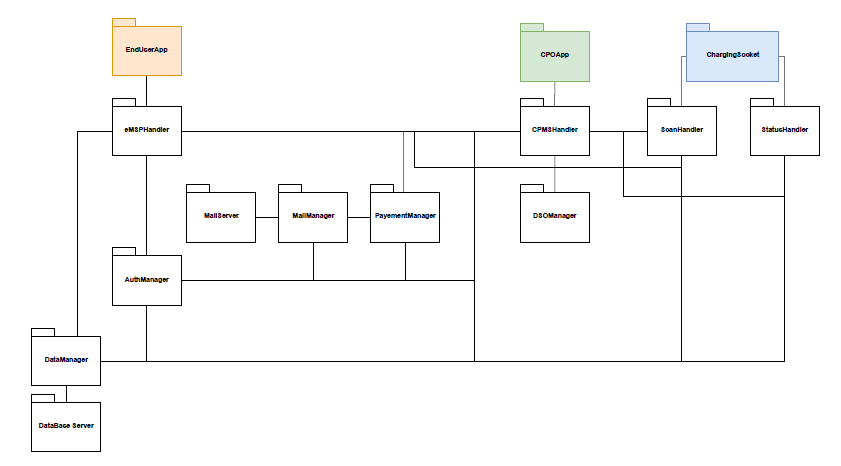 EndUserApp
CPOApp
ChargingSocket
eMSPHandler
CPMSHandler
ScanHandler
StatusHandler
MailServer
MailManager
PayementManager
DSOManager
AuthManager
DataManager
DataBase Server